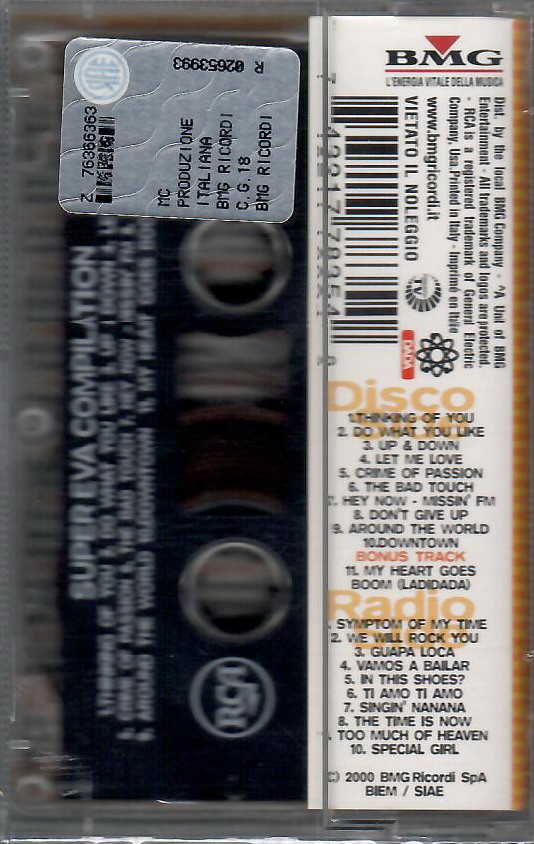 R 02653993
Z 76366363
MC
PRODUZIONE
ITALIANA
BMG RICORDI
C.G.18
BMG RICORDI
BMG
L'ENERGIA VITALE DELLA MUSICA
Dist. by the local BMG Company - ^A Unit of BMG
Entertainment - All trademarks and logos are protected.
- RCA is a registered trademark of General Electric
Company, Usa.Printed in Italy - Imprimé en Italie
www.bmgricordi.it
VIETATO IL NOLEGGIO
TV
DADA
SUPER EVA COMPILATION
RCA
Disco
1.THINKING OF YOU
2. DO WHAT YOU LIKE
3. UP & DOWN
4. LET ME LOVE
5. CRIME OF PASSION
6. THE BAD TOUCH
7. HEY NOW - MISSIN' FM
8. DON'T GIVE UP
9. AROUND THE WORLD
10.DOWNTOWN
BONUS TRACK
11. MY HEART GOES
BOOM (LADIDADA)
Radio
. SYMPTOM OF MY TIME
2. WE WILL ROCK YOU
3. GUAPA LOCA
4. VAMOS A BAILAR
5. IN THIS SHOES?
6. TI AMO TI AMO
7. SINGIN' NANANA
8. THE TIME IS NOW
. TOO MUCH OF HEAVEN
10. SPECIAL GIRL
(C) 2000 BMG Ricordi SpA
BIEM / SIAE